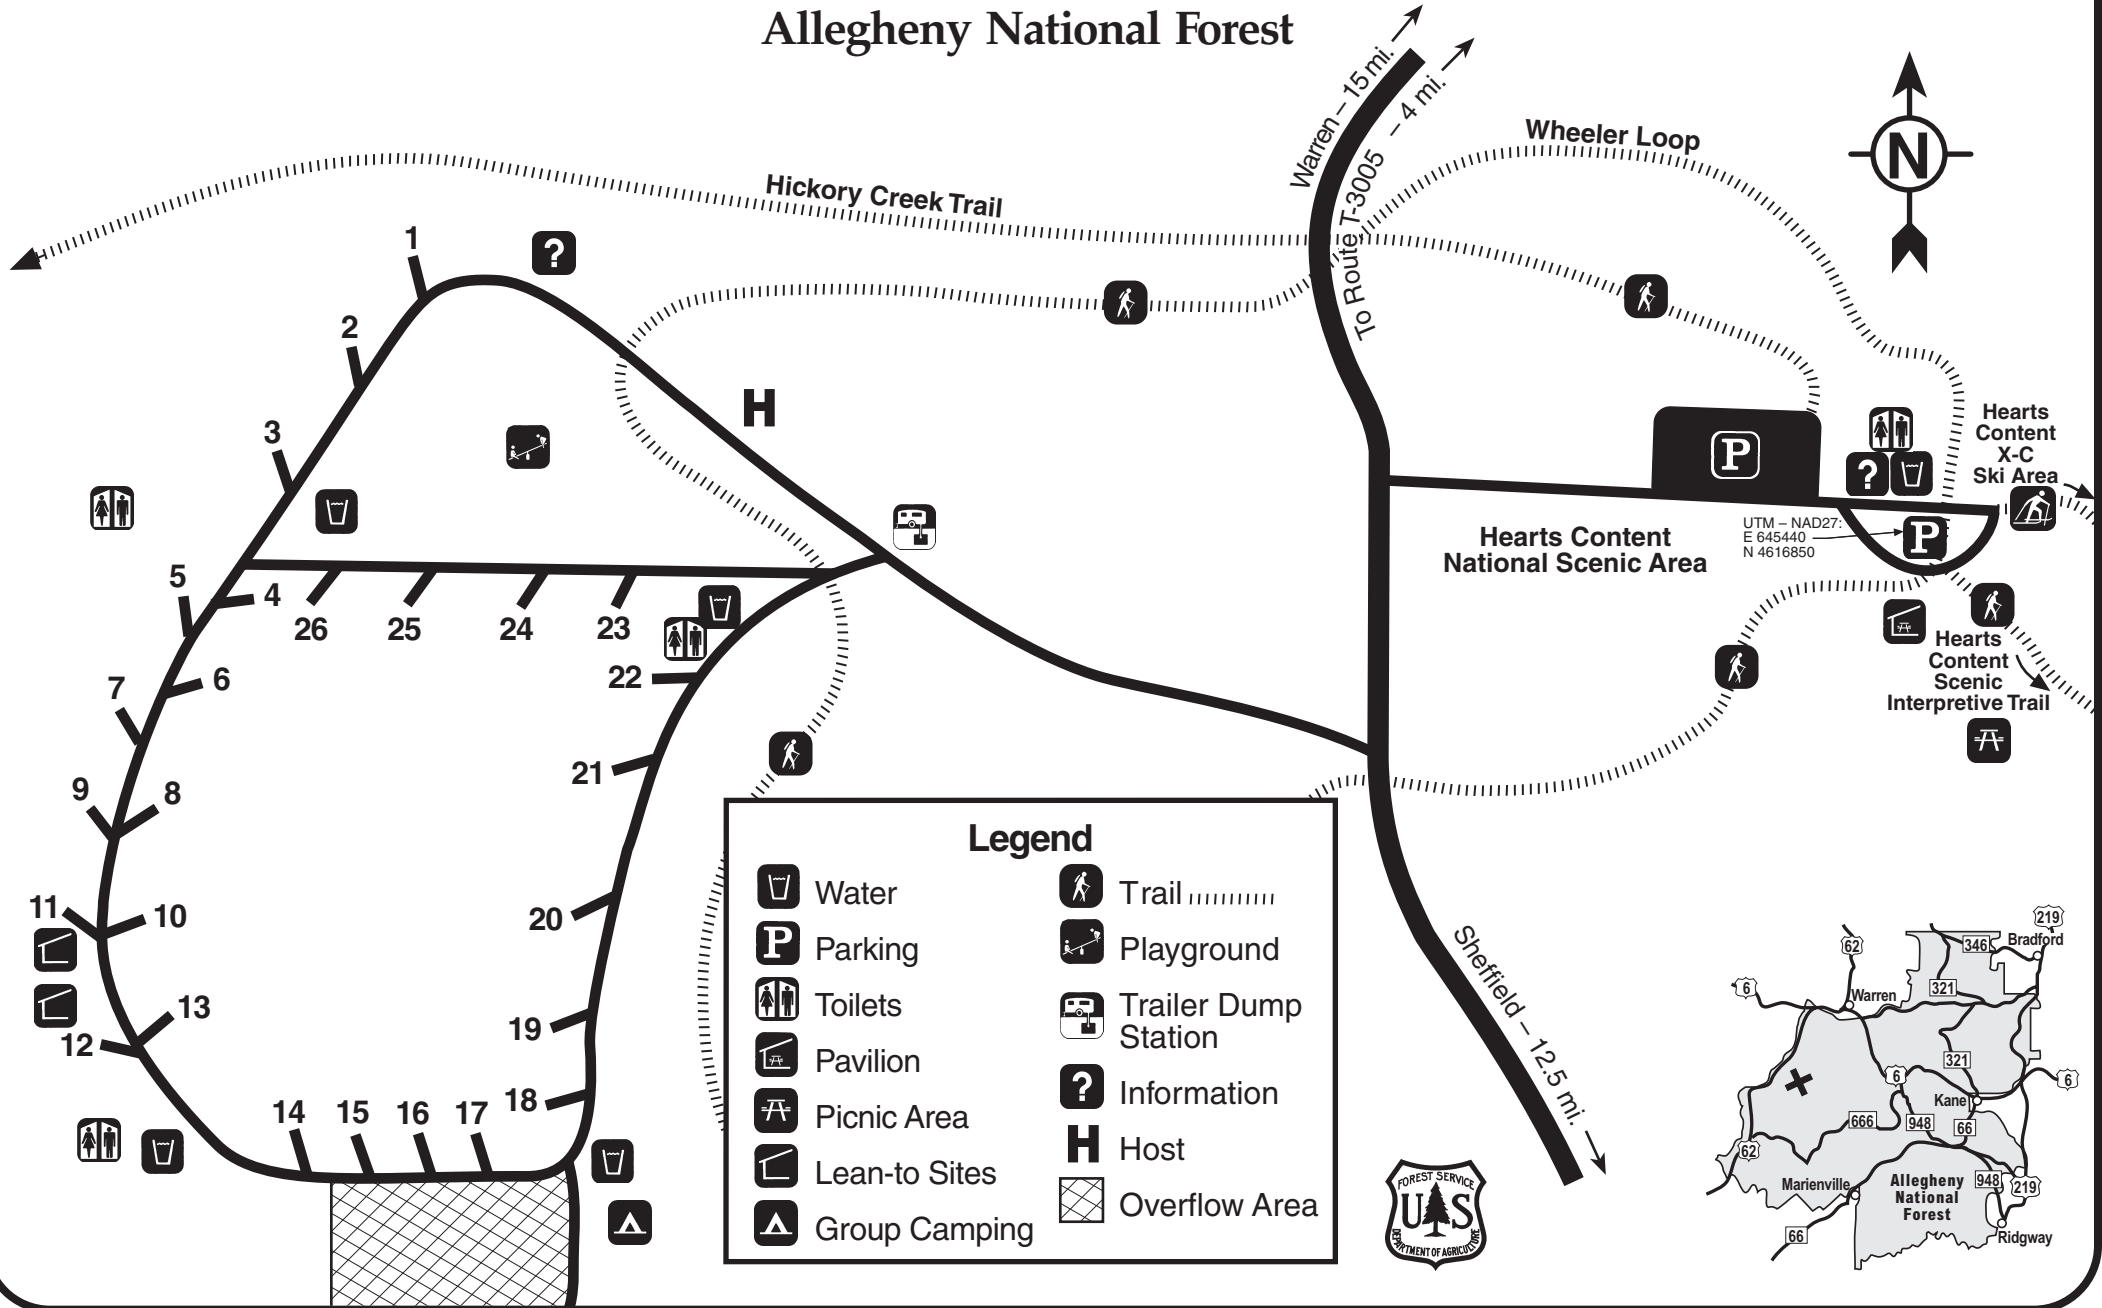 Allegheny National Forest
Warren – 15 mi.
To Route T-3005 – 4 mi.
Wheeler Loop
N
Hickory Creek Trail
1
?
2
H
3
P
?
Hearts
Content
X-C
Ski Area
UTM – NAD27:
E 645440
N 4616850
P
Hearts Content
National Scenic Area
5
4
26
25
24
23
22
6
7
Hearts
Content
Scenic
Interpretive Trail
21
9
8
11
10
20
13
12
19
18
14
15
16
17
Legend
Water
Parking
P
Toilets
Pavilion
Picnic Area
Lean-to Sites
Group Camping
Trail
Playground
Trailer Dump
Station
?
Information
H
Host
Overflow Area
Sheffield – 12.5 mi.
FOREST SERVICE
U S
DEPARTMENT OF AGRICULTURE
219
62
346
Bradford
6
321
Warren
321
6
6
Kane
666
948
66
62
Marienville
Allegheny
National
Forest
948
219
66
Ridgway